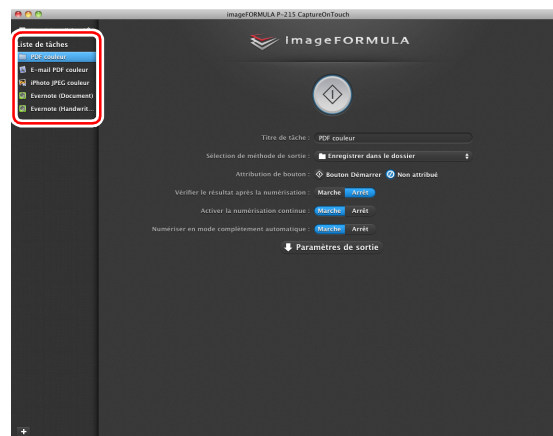 imageFORMULA P-215 CaptureOnTouch
Liste de tâches
PDF couleur
E-mail PDF couleur
iPhoto JPEG couleur
Evernote (Document)
Evernote (Handwrit...
imageFORMULA
Titre de tâche : PDF couleur
Sélection de méthode de sortie : Enregistrer dans le dossier
Attribution de bouton : Bouton Démarrer Non attribué
Vérifier le résultat après la numérisation : Marche Arrêt
Activer la numérisation continue : Marche Arrêt
Numériser en mode complètement automatique : Marche Arrêt
Paramètres de sortie